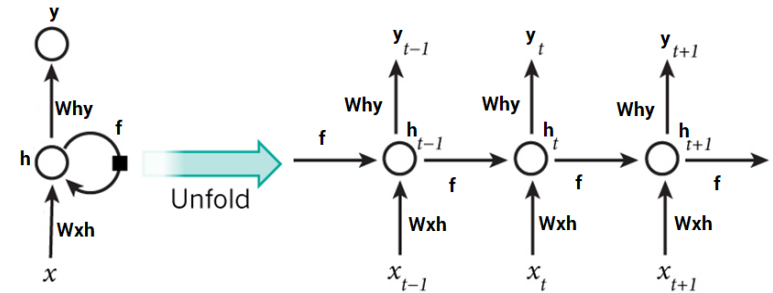 y
Why
f
h
Wxh
x
Unfold
y t-1
y t
y t+1
Why
Why
Why
f
h t-1
h t
h t+1
f
f
f
Wxh
Wxh
Wxh
x t-1
x t
x t+1